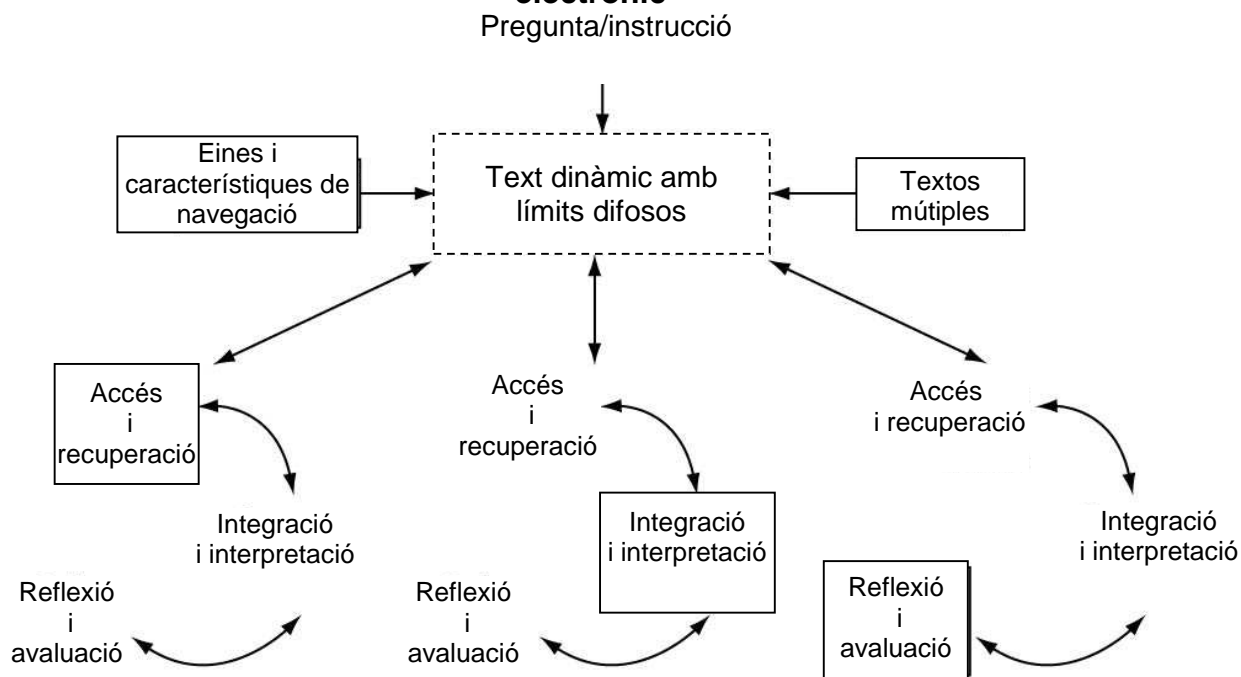 Pregunta/instrucció
Eines i
característiques de
navegació
Text dinàmic amb
límits difosos
Textos
mútiples
Accés
i
recuperació
Accés
i
recuperació
Accés
i recuperació
Integració
i interpretació
Integració
i interpretació
Integració
i interpretació
Reflexió
i
avaluació
Reflexió
i
avaluació
Reflexió
i
avaluació